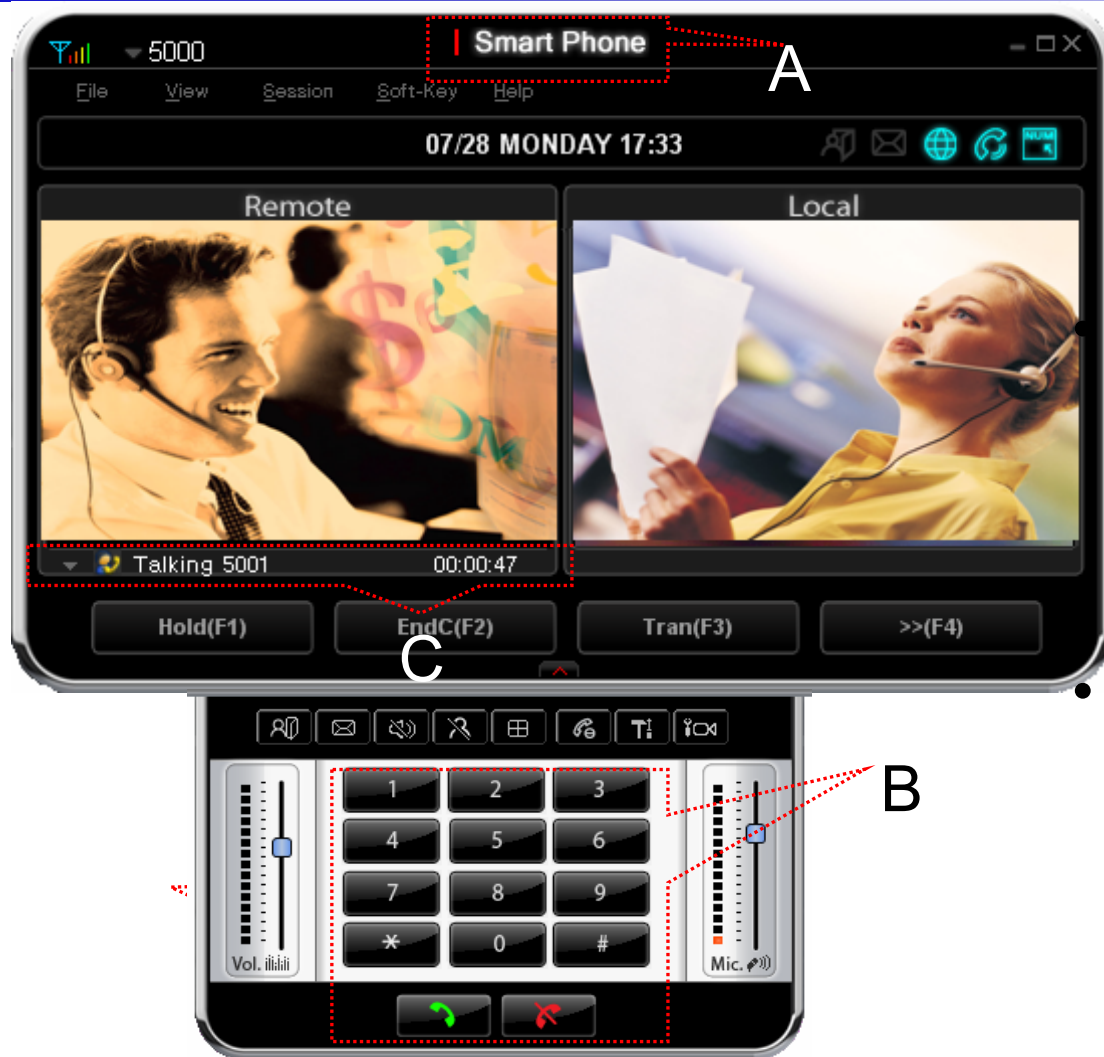 Smart Phone
A
5000
File View Session Soft-Key Help
07/28 MONDAY 17:33
NUM
Remote
Local
$
DM
Talking 5001 00:00:47
Hold(F1) EndC(F2) Tran(F3) >>(F4)
C
1 2 3
B
4 5 6
7 8 9
* 0 #
Vol.
Mic.